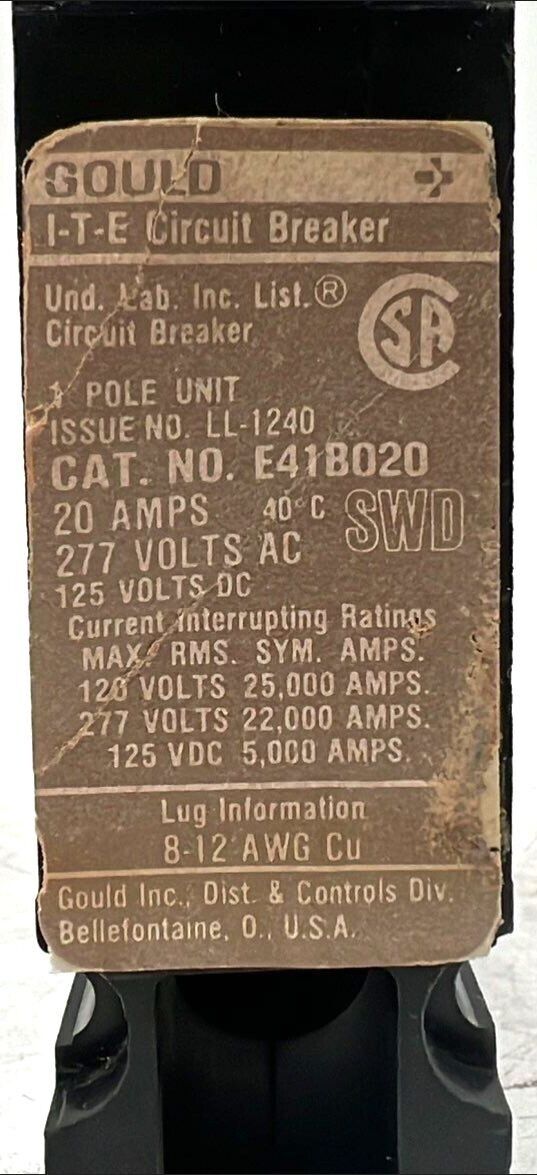 GOULD
I-T-E Circuit Breaker
Und. Lab. Inc. List. ®
Circuit Breaker
SA
1 POLE UNIT
ISSUE NO. LL-1240
CAT. NO. E41B020
20 AMPS 40°C SWD
277 VOLTS AC
125 VOLTS DC
Current Interrupting Ratings
MAX. RMS. SYM. AMPS.
120 VOLTS 25,000 AMPS.
277 VOLTS 22,000 AMPS.
125 VDC 5,000 AMPS.
Lug Information
8-12 AWG Cu
Gould Inc., Dist. & Controls Div.
Bellefontaine, O., U.S.A.